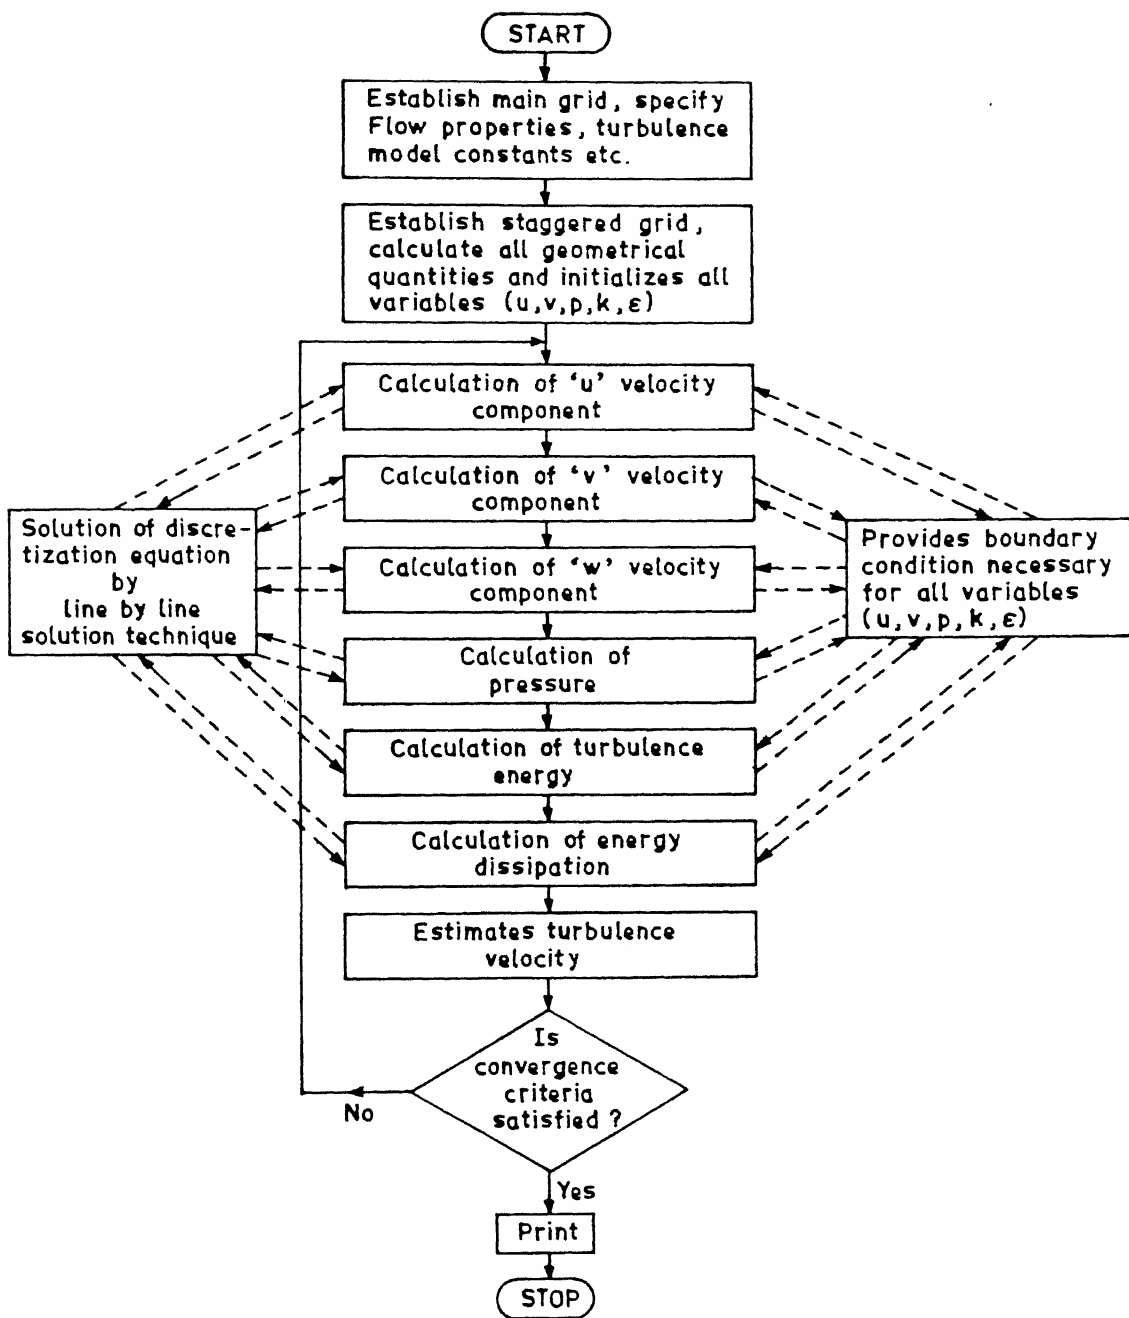 START
Establish main grid, specify
Flow properties, turbulence
model constants etc.
Establish staggered grid,
calculate all geometrical
quantities and initializes all
variables (u,v,p,k,ε)
Calculation of ‘u’ velocity
component
Calculation of ‘v’ velocity
component
Solution of discre-
tization equation
by
line by line
solution technique
Calculation of ‘w’ velocity
component
Provides boundary
condition necessary
for all variables
(u,v,p,k,ε)
Calculation of
pressure
Calculation of turbulence
energy
Calculation of energy
dissipation
Estimates turbulence
velocity
Is
convergence
criteria
satisfied ?
No
Yes
Print
STOP